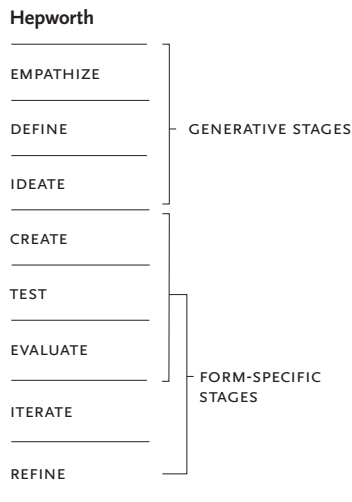 Hepworth
EMPATHIZE
DEFINE
GENERATIVE STAGES
IDEATE
CREATE
TEST
EVALUATE
FORM-SPECIFIC
STAGES
ITERATE
REFINE